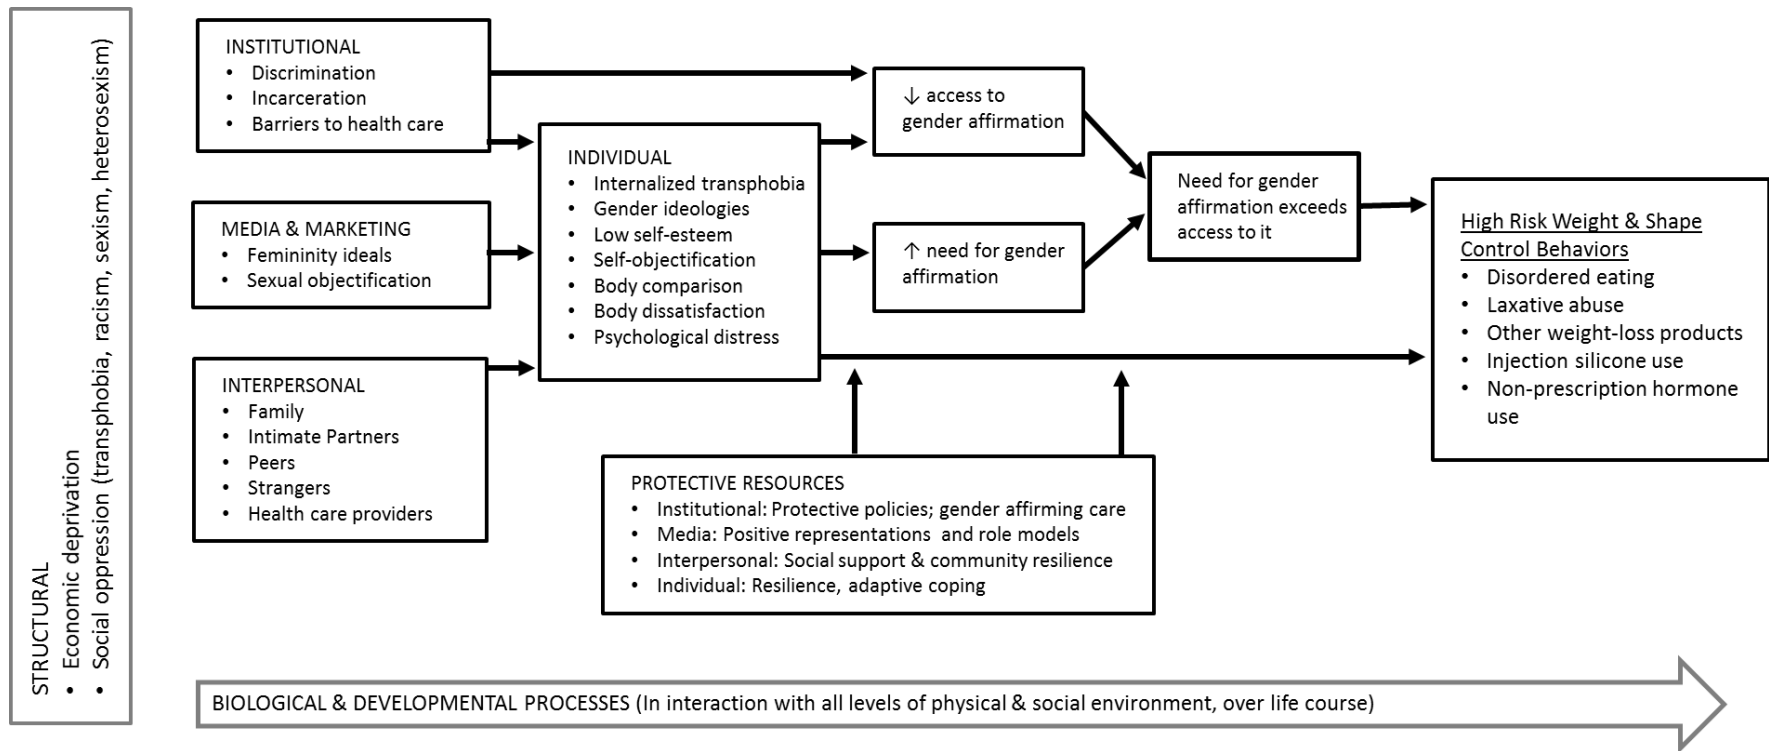 STRUCTURAL
• Economic deprivation
• Social oppression (transphobia, racism, sexism, heterosexism)
INSTITUTIONAL
• Discrimination
• Incarceration
• Barriers to health care
MEDIA & MARKETING
• Femininity ideals
• Sexual objectification
INTERPERSONAL
• Family
• Intimate Partners
• Peers
• Strangers
• Health care providers
INDIVIDUAL
• Internalized transphobia
• Gender ideologies
• Low self-esteem
• Self-objectification
• Body comparison
• Body dissatisfaction
• Psychological distress
↓ access to
gender affirmation
↑ need for gender
affirmation
Need for gender
affirmation exceeds
access to it
High Risk Weight & Shape
Control Behaviors
• Disordered eating
• Laxative abuse
• Other weight-loss products
• Injection silicone use
• Non-prescription hormone
use
PROTECTIVE RESOURCES
• Institutional: Protective policies; gender affirming care
• Media: Positive representations and role models
• Interpersonal: Social support & community resilience
• Individual: Resilience, adaptive coping
BIOLOGICAL & DEVELOPMENTAL PROCESSES (In interaction with all levels of physical & social environment, over life course)